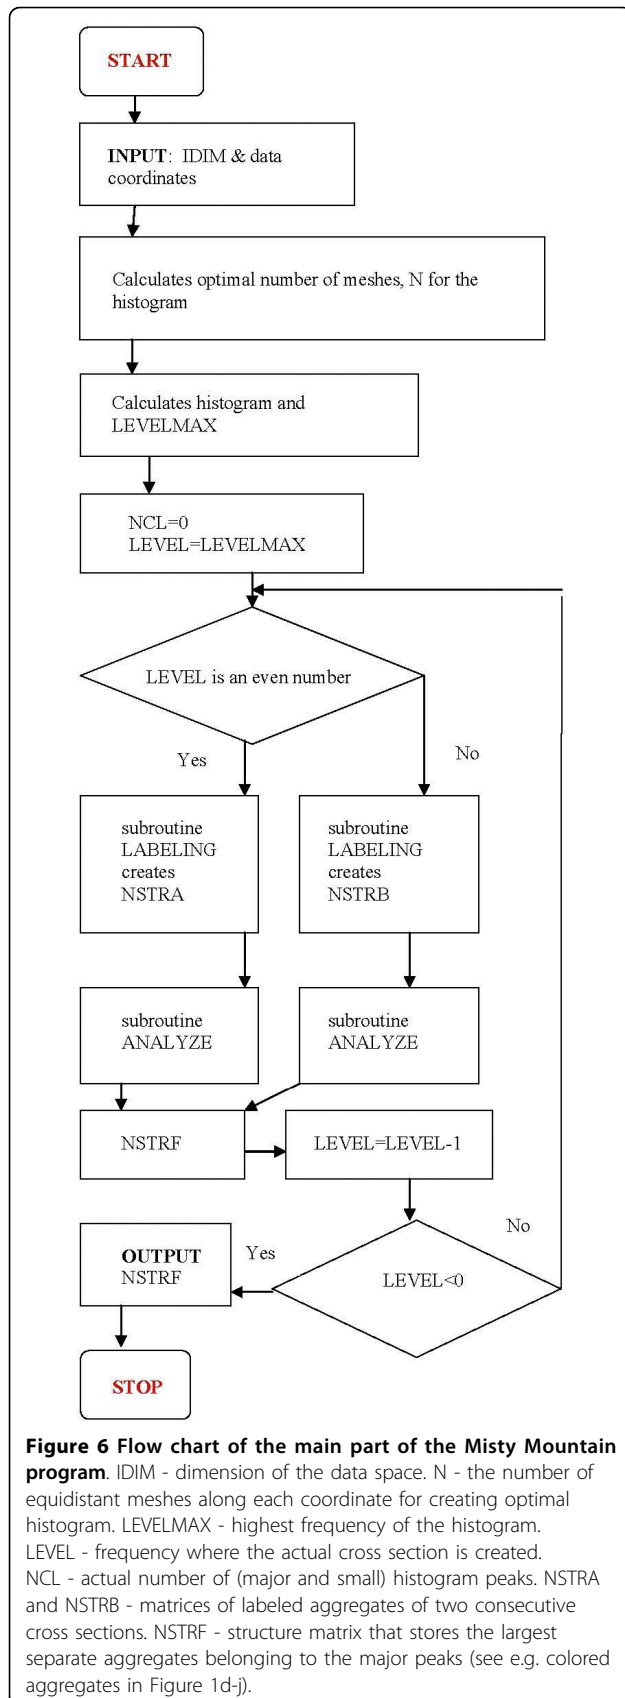 START
INPUT: IDIM & data
coordinates
Calculates optimal number of meshes, N for the
histogram
Calculates histogram and
LEVELMAX
NCL=0
LEVEL=LEVELMAX
LEVEL is an even number
Yes
No
subroutine
LABELING
creates
NSTRA
subroutine
LABELING
creates
NSTRB
subroutine
ANALYZE
subroutine
ANALYZE
NSTRF
LEVEL=LEVEL-1
No
Yes
LEVEL<0
OUTPUT
NSTRF
STOP
Figure 6 Flow chart of the main part of the Misty Mountain
program. IDIM - dimension of the data space. N - the number of
equidistant meshes along each coordinate for creating optimal
histogram. LEVELMAX - highest frequency of the histogram.
LEVEL - frequency where the actual cross section is created.
NCL - actual number of (major and small) histogram peaks. NSTRA
and NSTRB - matrices of labeled aggregates of two consecutive
cross sections. NSTRF - structure matrix that stores the largest
separate aggregates belonging to the major peaks (see e.g. colored
aggregates in Figure 1d-j).